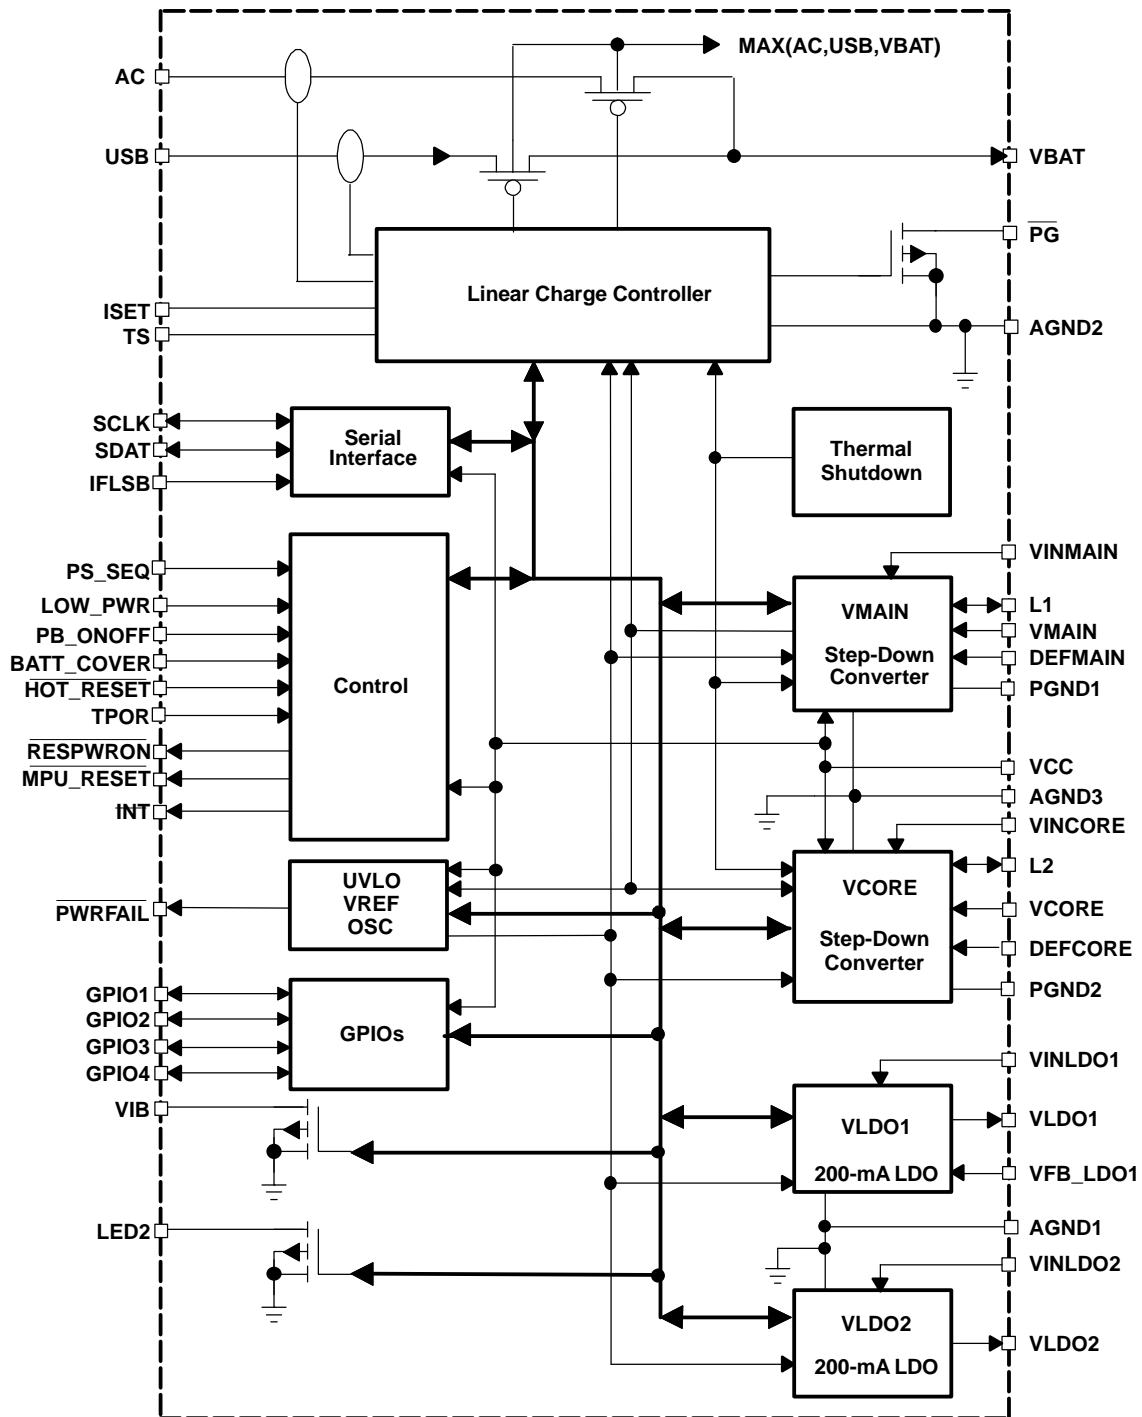 MAX(AC,USB,VBAT)
AC
USB
VBAT
PG
Linear Charge Controller
ISET
TS
AGND2
SCLK
SDAT
IFLSB
Serial
Interface
Thermal
Shutdown
PS_SEQ
LOW_PWR
PB_ONOFF
BATT_COVER
HOT_RESET
TPOR
RESPWRON
MPU_RESET
INT
Control
VINMAIN
L1
VMAIN
DEFMAIN
PGND1
VMAIN
Step-Down
Converter
VCC
AGND3
VINCORE
L2
VCORE
DEFCORE
PGND2
VCORE
Step-Down
Converter
PWRFAIL
UVLO
VREF
OSC
GPIO1
GPIO2
GPIO3
GPIO4
GPIOs
VIB
LED2
VINLDO1
VLDO1
VFB_LDO1
VLDO1
200-mA LDO
AGND1
VINLDO2
VLDO2
VLDO2
200-mA LDO